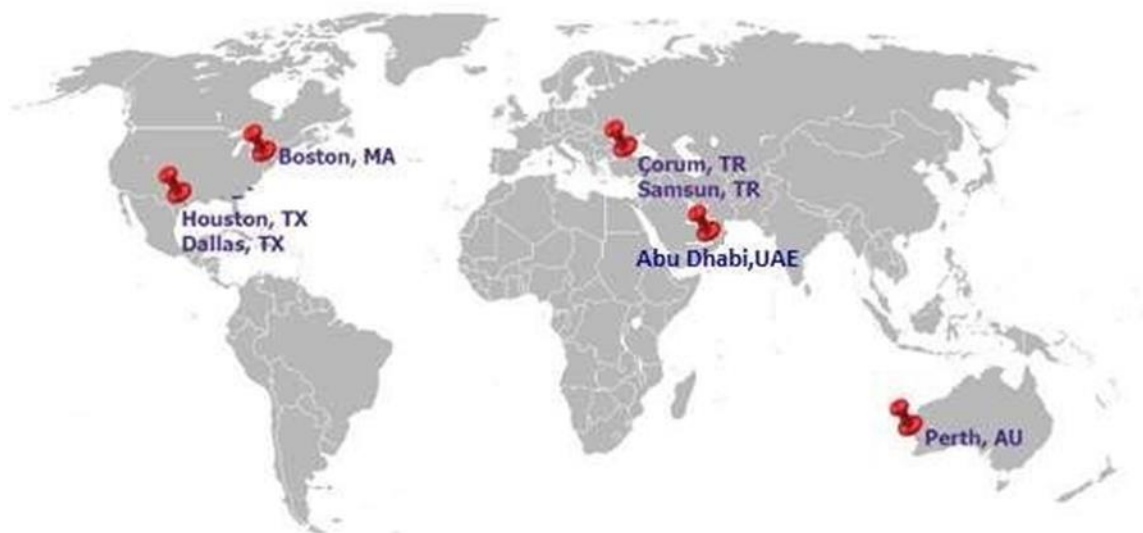 Boston, MA
Houston, TX
Dallas, TX
Çorum, TR
Samsun, TR
Abu Dhabi,UAE
Perth, AU